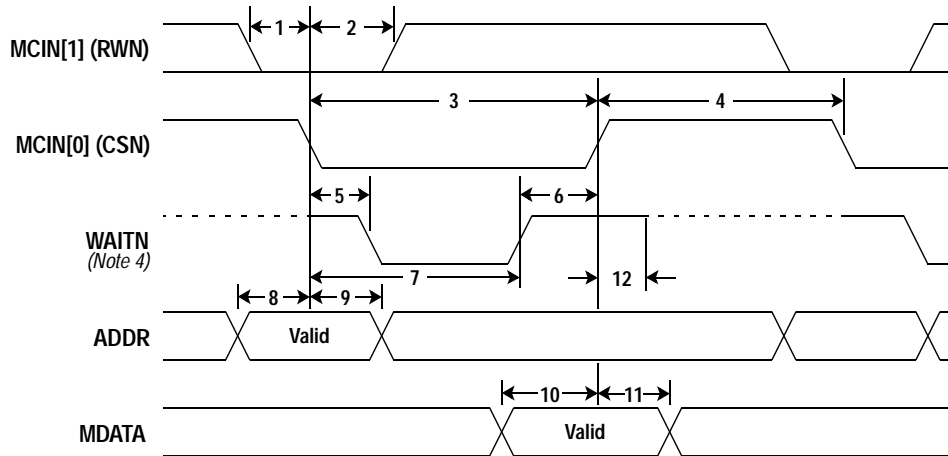 1 2
MCIN[1] (RWN)
3 4
MCIN[0] (CSN)
5 6
WAITN
(Note 4)
7 12
8 9
ADDR Valid
10 11
MDATA Valid